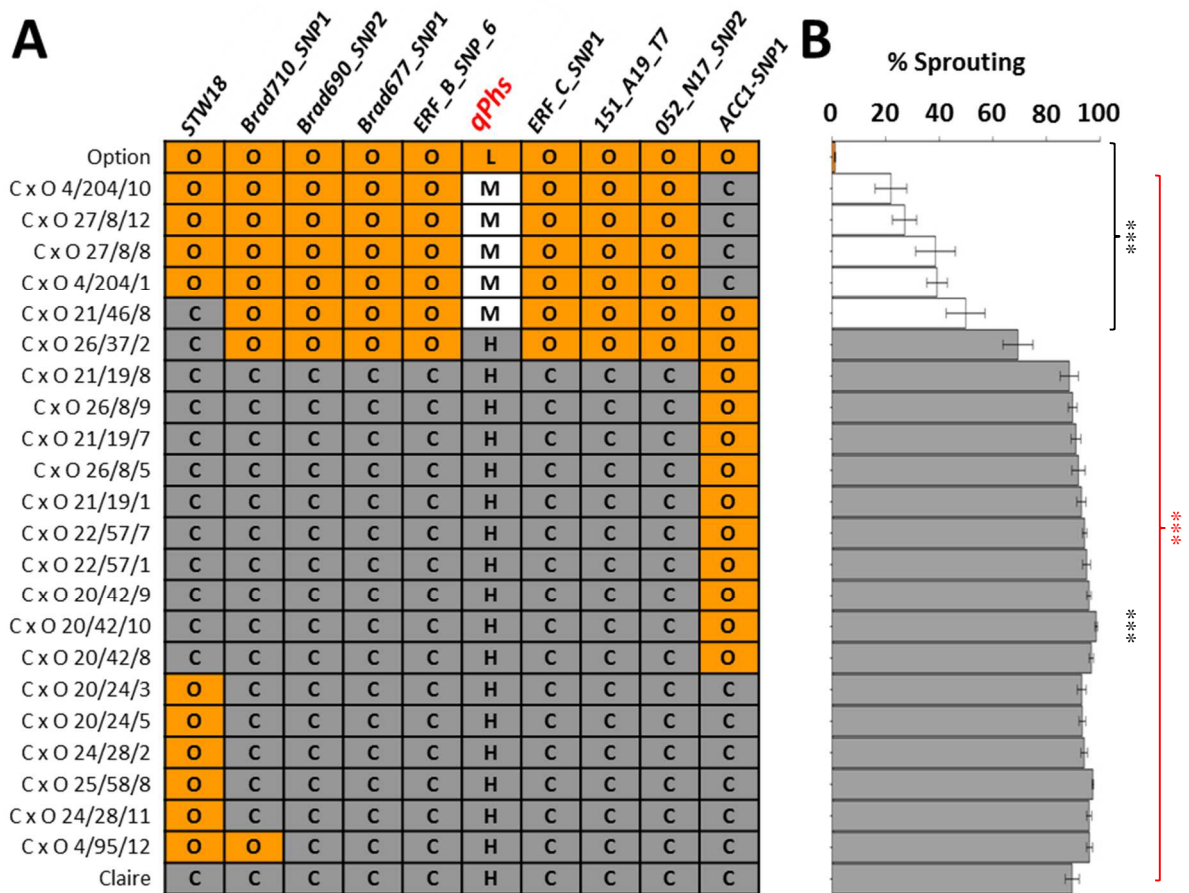 A
STW18 Brad710_SNP1 Brad690_SNP2 Brad677_SNP1 ERF_B_SNP_6 qPhs ERF_C_SNP1 151_A19_T7 052_N17_SNP2 ACC1-SNP1
B
% Sprouting
0 20 40 60 80 100
Option O O O O O L O O O O
C x O 4/204/10 O O O O O M O O O C
C x O 27/8/12 O O O O O M O O O C
C x O 27/8/8 O O O O O M O O O C
C x O 4/204/1 O O O O O M O O O C
C x O 21/46/8 C O O O O M O O O O
C x O 26/37/2 C O O O O H O O O O
C x O 21/19/8 C C C C C H C C C O
C x O 26/8/9 C C C C C H C C C O
C x O 21/19/7 C C C C C H C C C O
C x O 26/8/5 C C C C C H C C C O
C x O 21/19/1 C C C C C H C C C O
C x O 22/57/7 C C C C C H C C C O
C x O 22/57/1 C C C C C H C C C O
C x O 20/42/9 C C C C C H C C C O
C x O 20/42/10 C C C C C H C C C O
C x O 20/42/8 C C C C C H C C C O
C x O 20/24/3 O C C C C H C C C C
C x O 20/24/5 O C C C C H C C C C
C x O 24/28/2 O C C C C H C C C C
C x O 25/58/8 O C C C C H C C C C
C x O 24/28/11 O C C C C H C C C C
C x O 4/95/12 O O C C C H C C C C
Claire C C C C C H C C C C
***
***
***